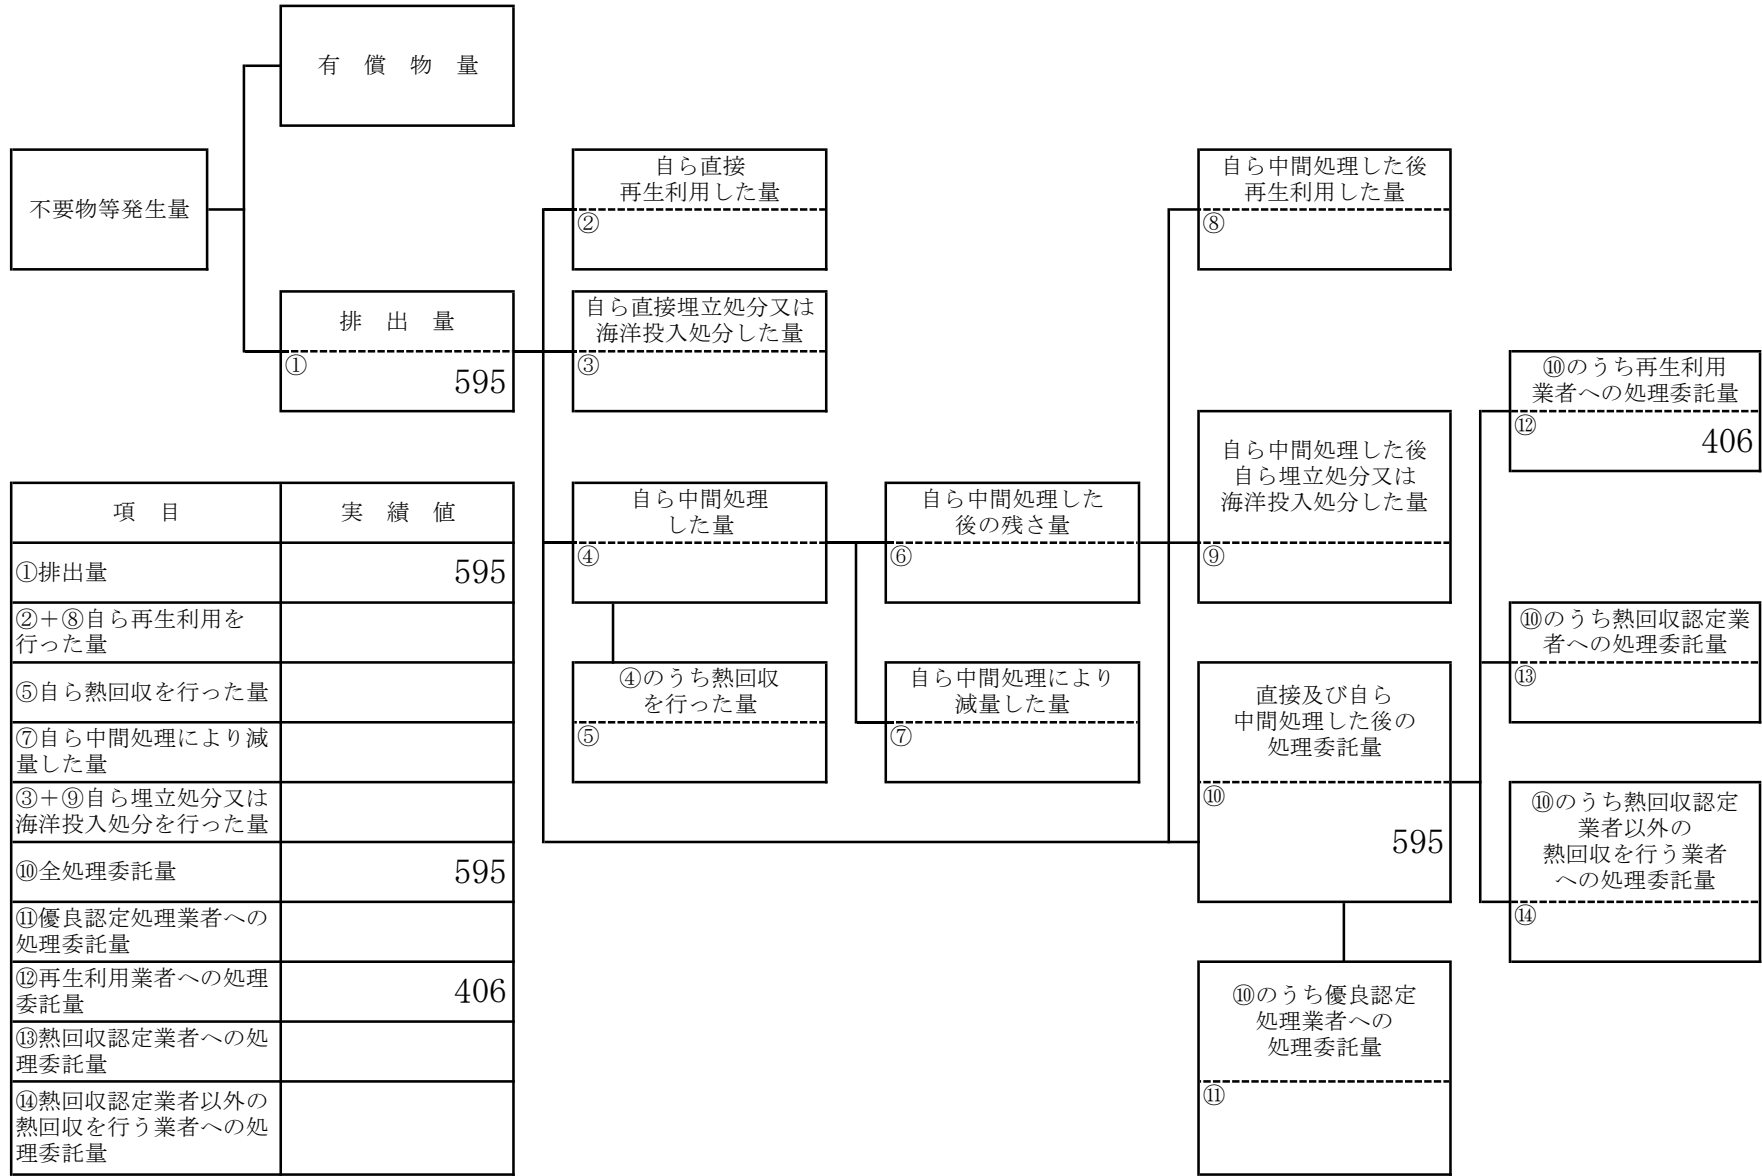 有　償　物　量
不要物等発生量
自ら直接
再生利用した量
②
自ら中間処理した後
再生利用した量
⑧
排　出　量
①
595
自ら直接埋立処分又は
海洋投入処分した量
③
⑩のうち再生利用
業者への処理委託量
⑫
406
自ら中間処理した後
自ら埋立処分又は
海洋投入処分した量
⑨
自ら中間処理
した量
④
自ら中間処理した
後の残さ量
⑥
⑩のうち熱回収認定業
者への処理委託量
⑬
④のうち熱回収
を行った量
⑤
自ら中間処理により
減量した量
⑦
直接及び自ら
中間処理した後の
処理委託量
⑩
595
⑩のうち熱回収認定
業者以外の
熱回収を行う業者
への処理委託量
⑭
⑩のうち優良認定
処理業者への
処理委託量
⑪
項　目
実　績　値
①排出量
595
②＋⑧自ら再生利用を
行った量
⑤自ら熱回収を行った量
⑦自ら中間処理により減
量した量
③＋⑨自ら埋立処分又は
海洋投入処分を行った量
⑩全処理委託量
595
⑪優良認定処理業者への
処理委託量
⑫再生利用業者への処理
委託量
406
⑬熱回収認定業者への処
理委託量
⑭熱回収認定業者以外の
熱回収を行う業者への処
理委託量